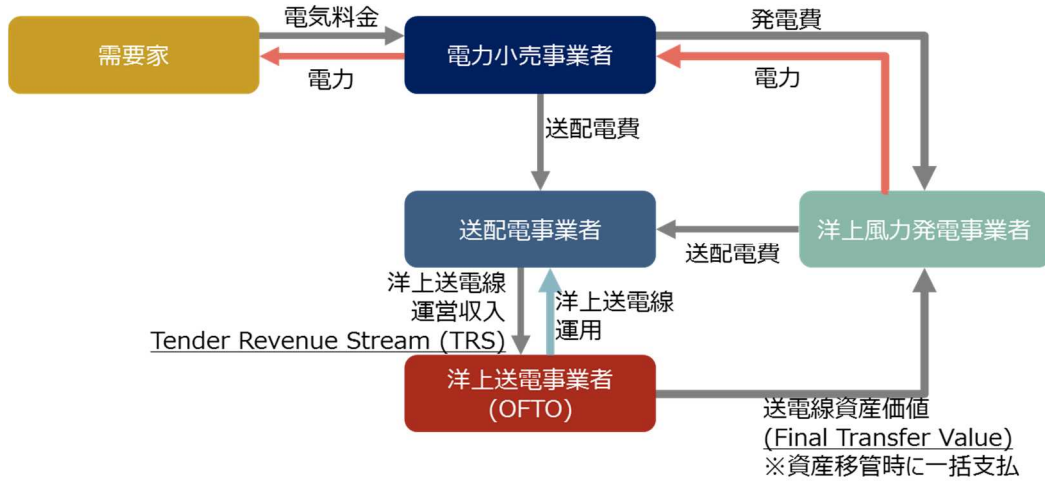 電気料金
発電費
需要家
電力小売事業者
電力
電力
送配電費
送配電事業者
洋上風力発電事業者
送配電費
洋上送電線
運営収入
Tender Revenue Stream (TRS)
洋上送電線
運用
洋上送電事業者
(OFTO)
送電線資産価値
(Final Transfer Value)
※資産移管時に一括支払